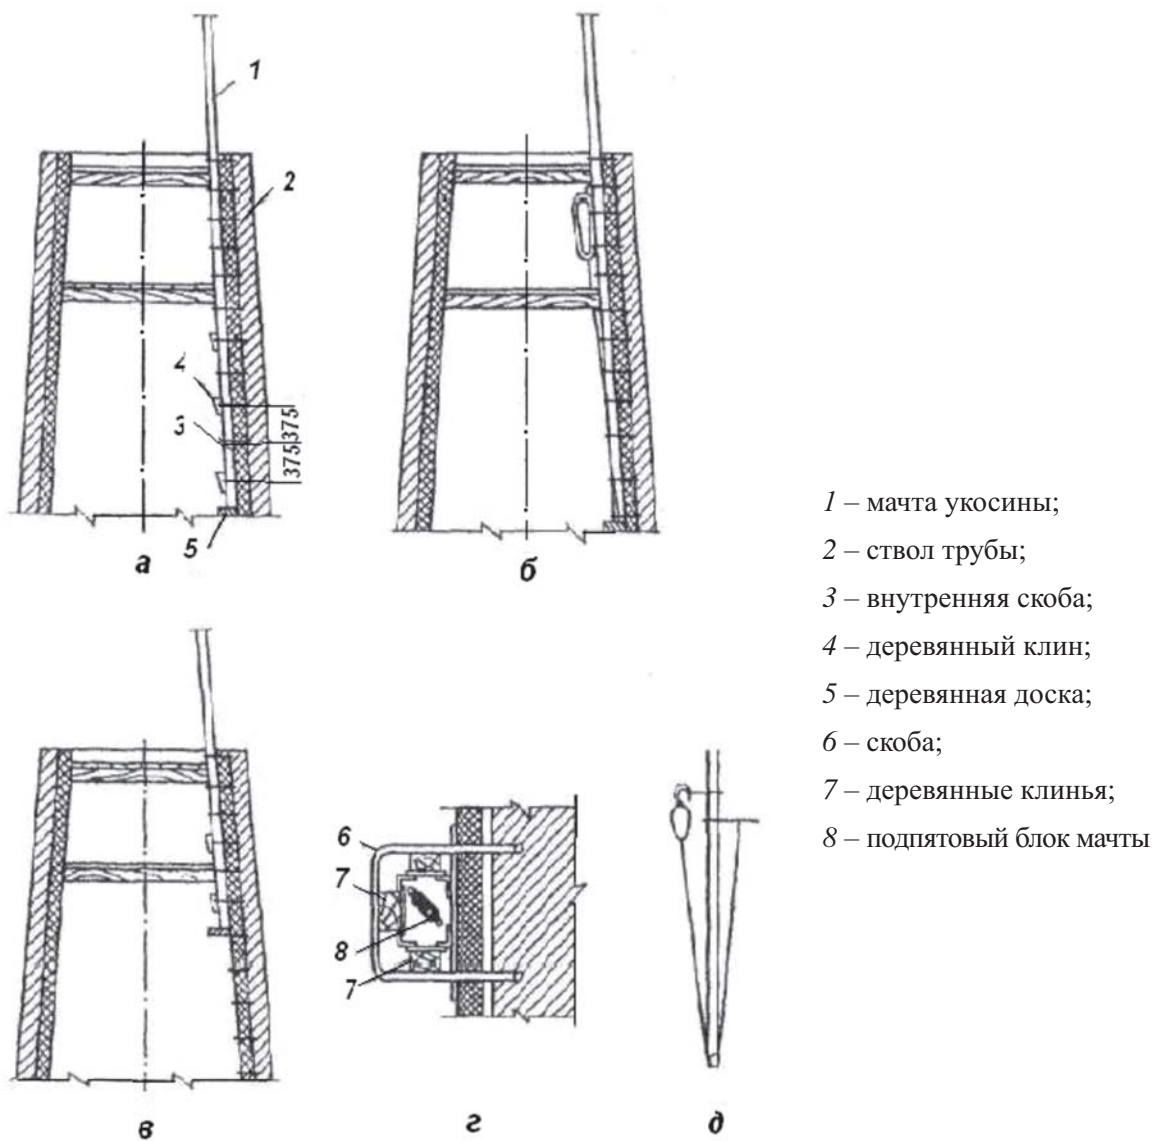 1
2
4
3
375
375
5
а
б
в
6
7
8
7
г
д
1 – мачта укосины;
2 – ствол трубы;
3 – внутренняя скоба;
4 – деревянный клин;
5 – деревянная доска;
6 – скоба;
7 – деревянные клинья;
8 – подпятовый блок мачты